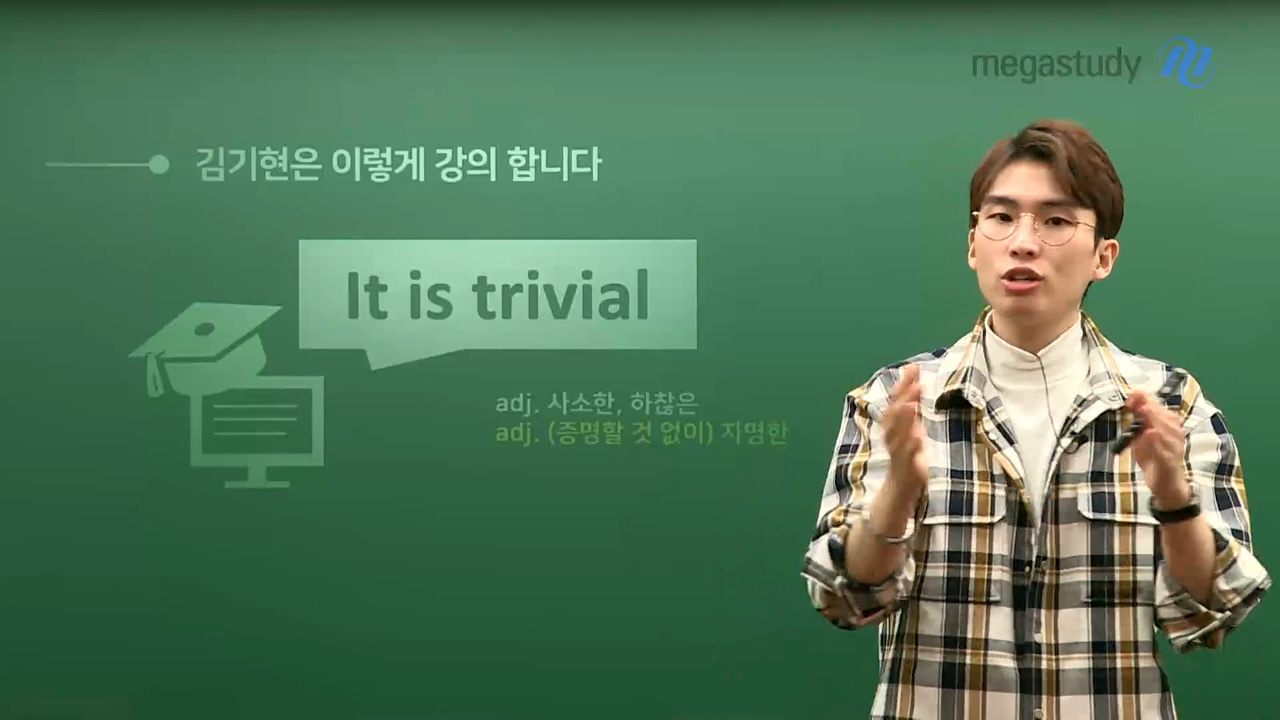 megastudy
김기현은 이렇게 강의 합니다
It is trivial
adj. 사소한, 하찮은
adj. (증명할 것 없이) 자명한